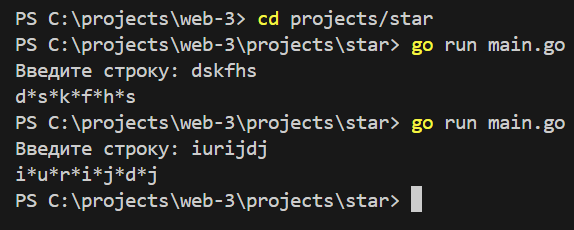 PS C:\projects\web-3> cd projects/star
PS C:\projects\web-3\projects\star> go run main.go
Введите строку: dskfhs
d*s*k*f*h*s
PS C:\projects\web-3\projects\star> go run main.go
Введите строку: iurijdj
i*u*r*i*j*d*j
PS C:\projects\web-3\projects\star>